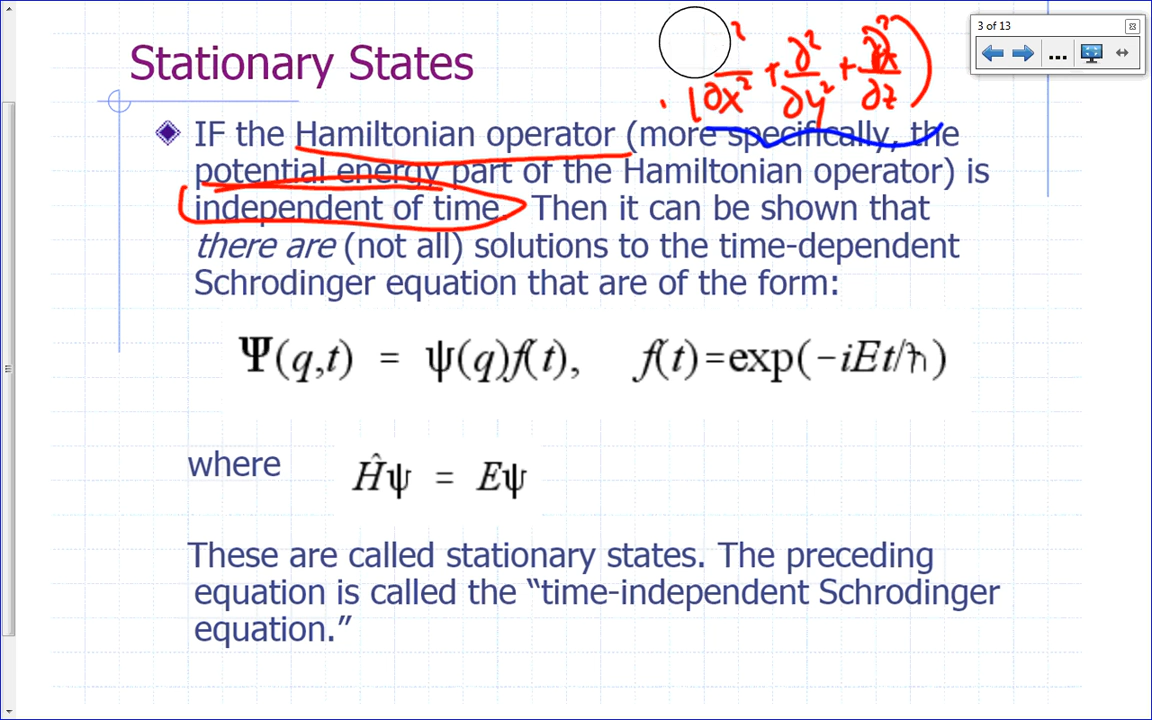 3 of 13
(∂x² + ∂²/∂y² + ∂z)
Stationary States
IF the Hamiltonian operator (more specifically, the
potential energy part of the Hamiltonian operator) is
independent of time. Then it can be shown that
there are (not all) solutions to the time-dependent
Schrodinger equation that are of the form:
Ψ(q,t) = ψ(q)f(t), f(t)=exp(−iEt/ħ)
where
Ĥψ = Eψ
These are called stationary states. The preceding
equation is called the “time-independent Schrodinger
equation.”